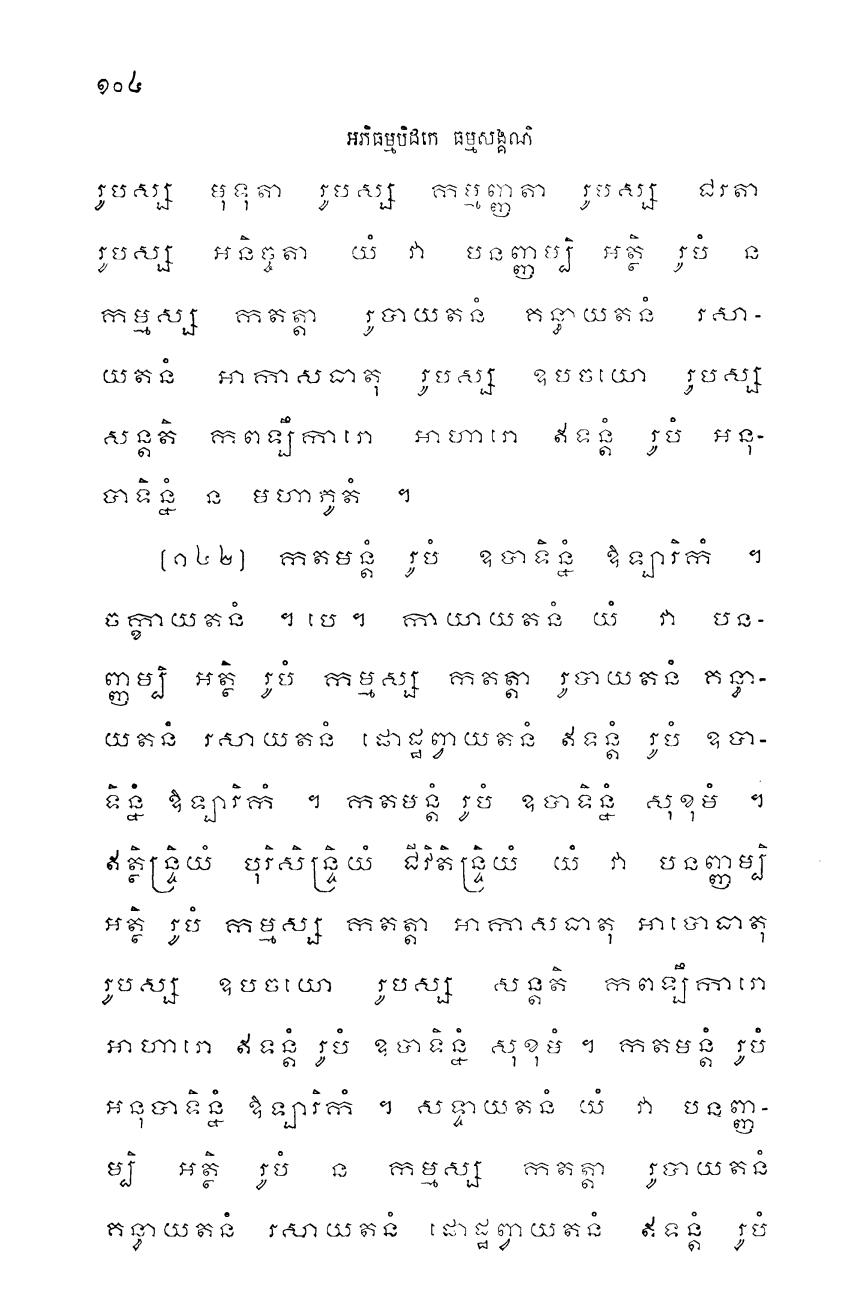 ១០៤
អភិធម្មបិដកេ ធម្មសង្គណិ
រូបស្ស មុទុតា រូបស្ស កម្មញ្ញតា រូបស្ស ជរតា
រូបស្ស អនិច្ចតា យំ វា បនញ្ញម្បិ អត្ថិ រូបំ ន
កម្មស្ស កតត្តា រូបាយតនំ គន្ធាយតនំ រសា-
យតនំ អាកាសធាតុ រូបស្ស ឧបចយោ រូបស្ស
សន្តតិ កពឡឹការោ អាហារោ ឥទន្តំ រូបំ អនុ-
បាទិន្នំ ន មហាភូតំ ។
[១៤២] កតមន្តំ រូបំ ឧបាទិន្នំ ឱឡារិកំ ។
ចក្ខាយតនំ ។ បេ ។ កាយាយតនំ យំ វា បន-
ញ្ញម្បិ អត្ថិ រូបំ កម្មស្ស កតត្តា រូបាយតនំ គន្ធា-
យតនំ រសាយតនំ ផោដ្ឋព្វាយតនំ ឥទន្តំ រូបំ ឧបា-
ទិន្នំ ឱឡារិកំ ។ កតមន្តំ រូបំ ឧបាទិន្នំ សុខុមំ ។
ឥត្ថិន្ទ្រិយំ បុរិសិន្ទ្រិយំ ជីវិតិន្ទ្រិយំ យំ វា បនញ្ញម្បិ
អត្ថិ រូបំ កម្មស្ស កតត្តា អាកាសធាតុ អាបោធាតុ
រូបស្ស ឧបចយោ រូបស្ស សន្តតិ កពឡឹការោ
អាហារោ ឥទន្តំ រូបំ ឧបាទិន្នំ សុខុមំ ។ កតមន្តំ រូបំ
អនុបាទិន្នំ ឱឡារិកំ ។ សទ្ទាយតនំ យំ វា បនញ្ញ-
ម្បិ អត្ថិ រូបំ ន កម្មស្ស កតត្តា រូបាយតនំ
គន្ធាយតនំ រសាយតនំ ផោដ្ឋព្វាយតនំ ឥទន្តំ រូបំ